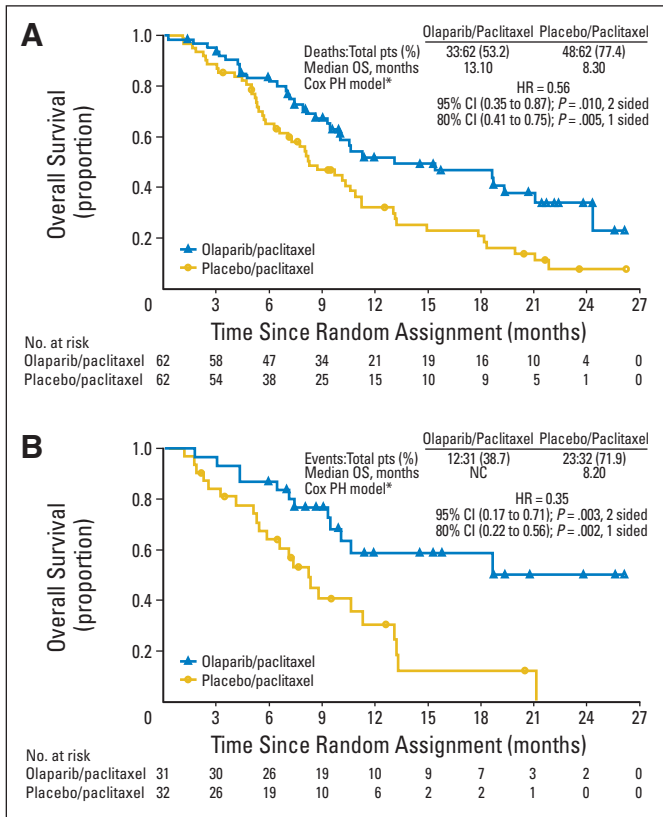 A
Olaparib/Paclitaxel Placebo/Paclitaxel
Deaths:Total pts (%) 33:62 (53.2) 48:62 (77.4)
Median OS, months 13.10 8.30
Cox PH model*
HR = 0.56
95% CI (0.35 to 0.87); P = .010, 2 sided
80% CI (0.41 to 0.75); P = .005, 1 sided
Overall Survival
(proportion)
1.0
0.8
0.6
0.4
0.2
Olaparib/paclitaxel
Placebo/paclitaxel
0 3 6 9 12 15 18 21 24 27
Time Since Random Assignment (months)
No. at risk
Olaparib/paclitaxel 62 58 47 34 21 19 16 10 4 0
Placebo/paclitaxel 62 54 38 25 15 10 9 5 1 0
B
Olaparib/Paclitaxel Placebo/Paclitaxel
Events:Total pts (%) 12:31 (38.7) 23:32 (71.9)
Median OS, months NC 8.20
Cox PH model*
HR = 0.35
95% CI (0.17 to 0.71); P = .003, 2 sided
80% CI (0.22 to 0.56); P = .002, 1 sided
Overall Survival
(proportion)
1.0
0.8
0.6
0.4
0.2
Olaparib/paclitaxel
Placebo/paclitaxel
0 3 6 9 12 15 18 21 24 27
Time Since Random Assignment (months)
No. at risk
Olaparib/paclitaxel 31 30 26 19 10 9 7 3 2 0
Placebo/paclitaxel 32 26 19 10 6 2 2 1 0 0